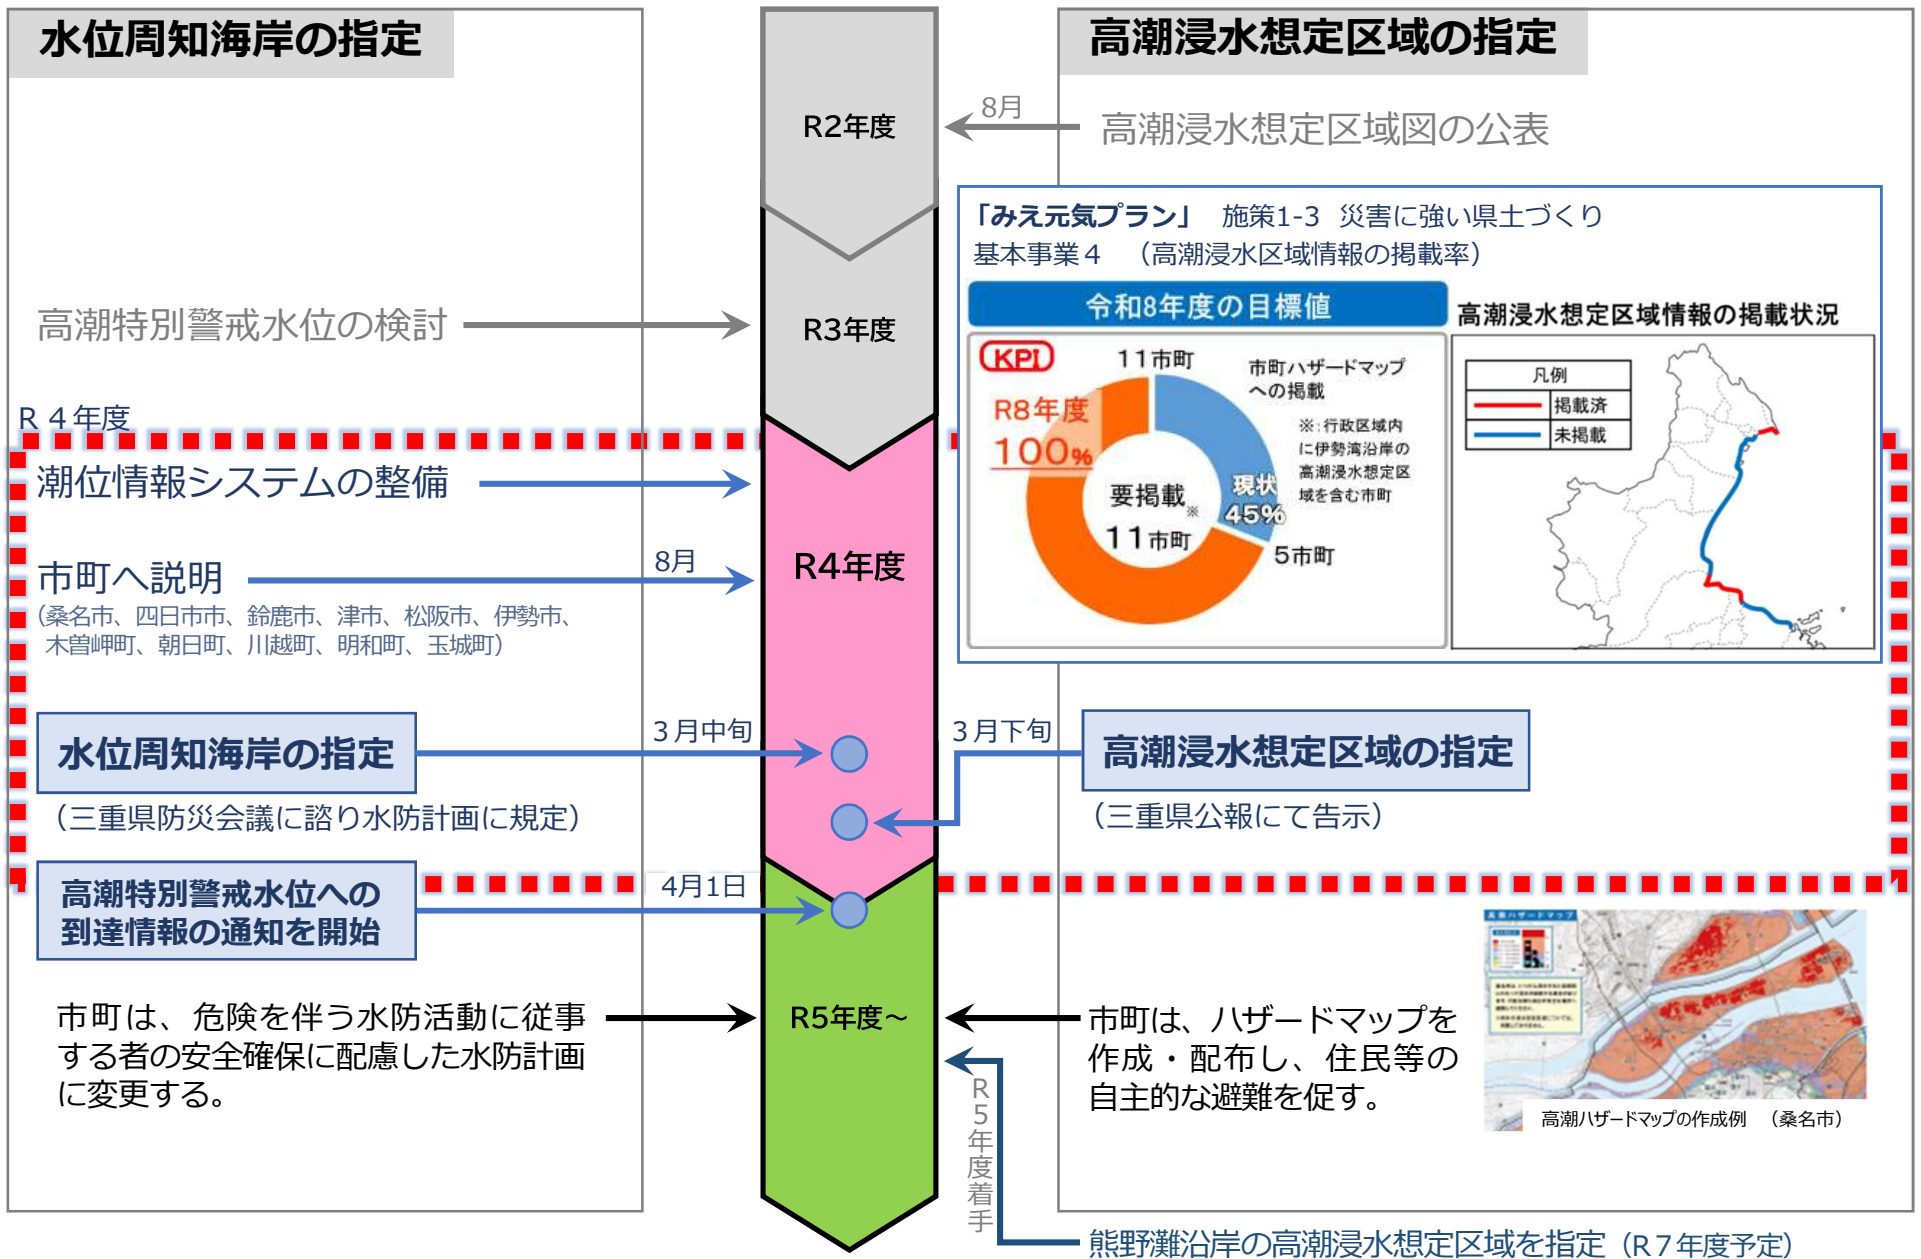 水位周知海岸の指定
高潮浸水想定区域の指定
R2年度
8月
高潮浸水想定区域図の公表
「みえ元気プラン」 施策1-3 災害に強い県土づくり
基本事業４ （高潮浸水区域情報の掲載率）
令和8年度の目標値
KPI
R8年度
100%
11市町
市町ハザードマップ
への掲載
※:行政区域内
に伊勢湾沿岸の
高潮浸水想定区
域を含む市町
現状
45%
要掲載※
11市町
5市町
高潮浸水想定区域情報の掲載状況
凡例
掲載済
未掲載
高潮特別警戒水位の検討
R3年度
R４年度
潮位情報システムの整備
R4年度
市町へ説明
8月
（桑名市、四日市市、鈴鹿市、津市、松阪市、伊勢市、
木曽岬町、朝日町、川越町、明和町、玉城町）
水位周知海岸の指定
３月中旬
（三重県防災会議に諮り水防計画に規定）
３月下旬
高潮浸水想定区域の指定
（三重県公報にて告示）
高潮特別警戒水位への
到達情報の通知を開始
4月1日
市町は、危険を伴う水防活動に従事
する者の安全確保に配慮した水防計画
に変更する。
R5年度～
市町は、ハザードマップを
作成・配布し、住民等の
自主的な避難を促す。
高潮ハザードマップ
高潮ハザードマップの作成例 （桑名市）
R5年度着手
熊野灘沿岸の高潮浸水想定区域を指定（R７年度予定）